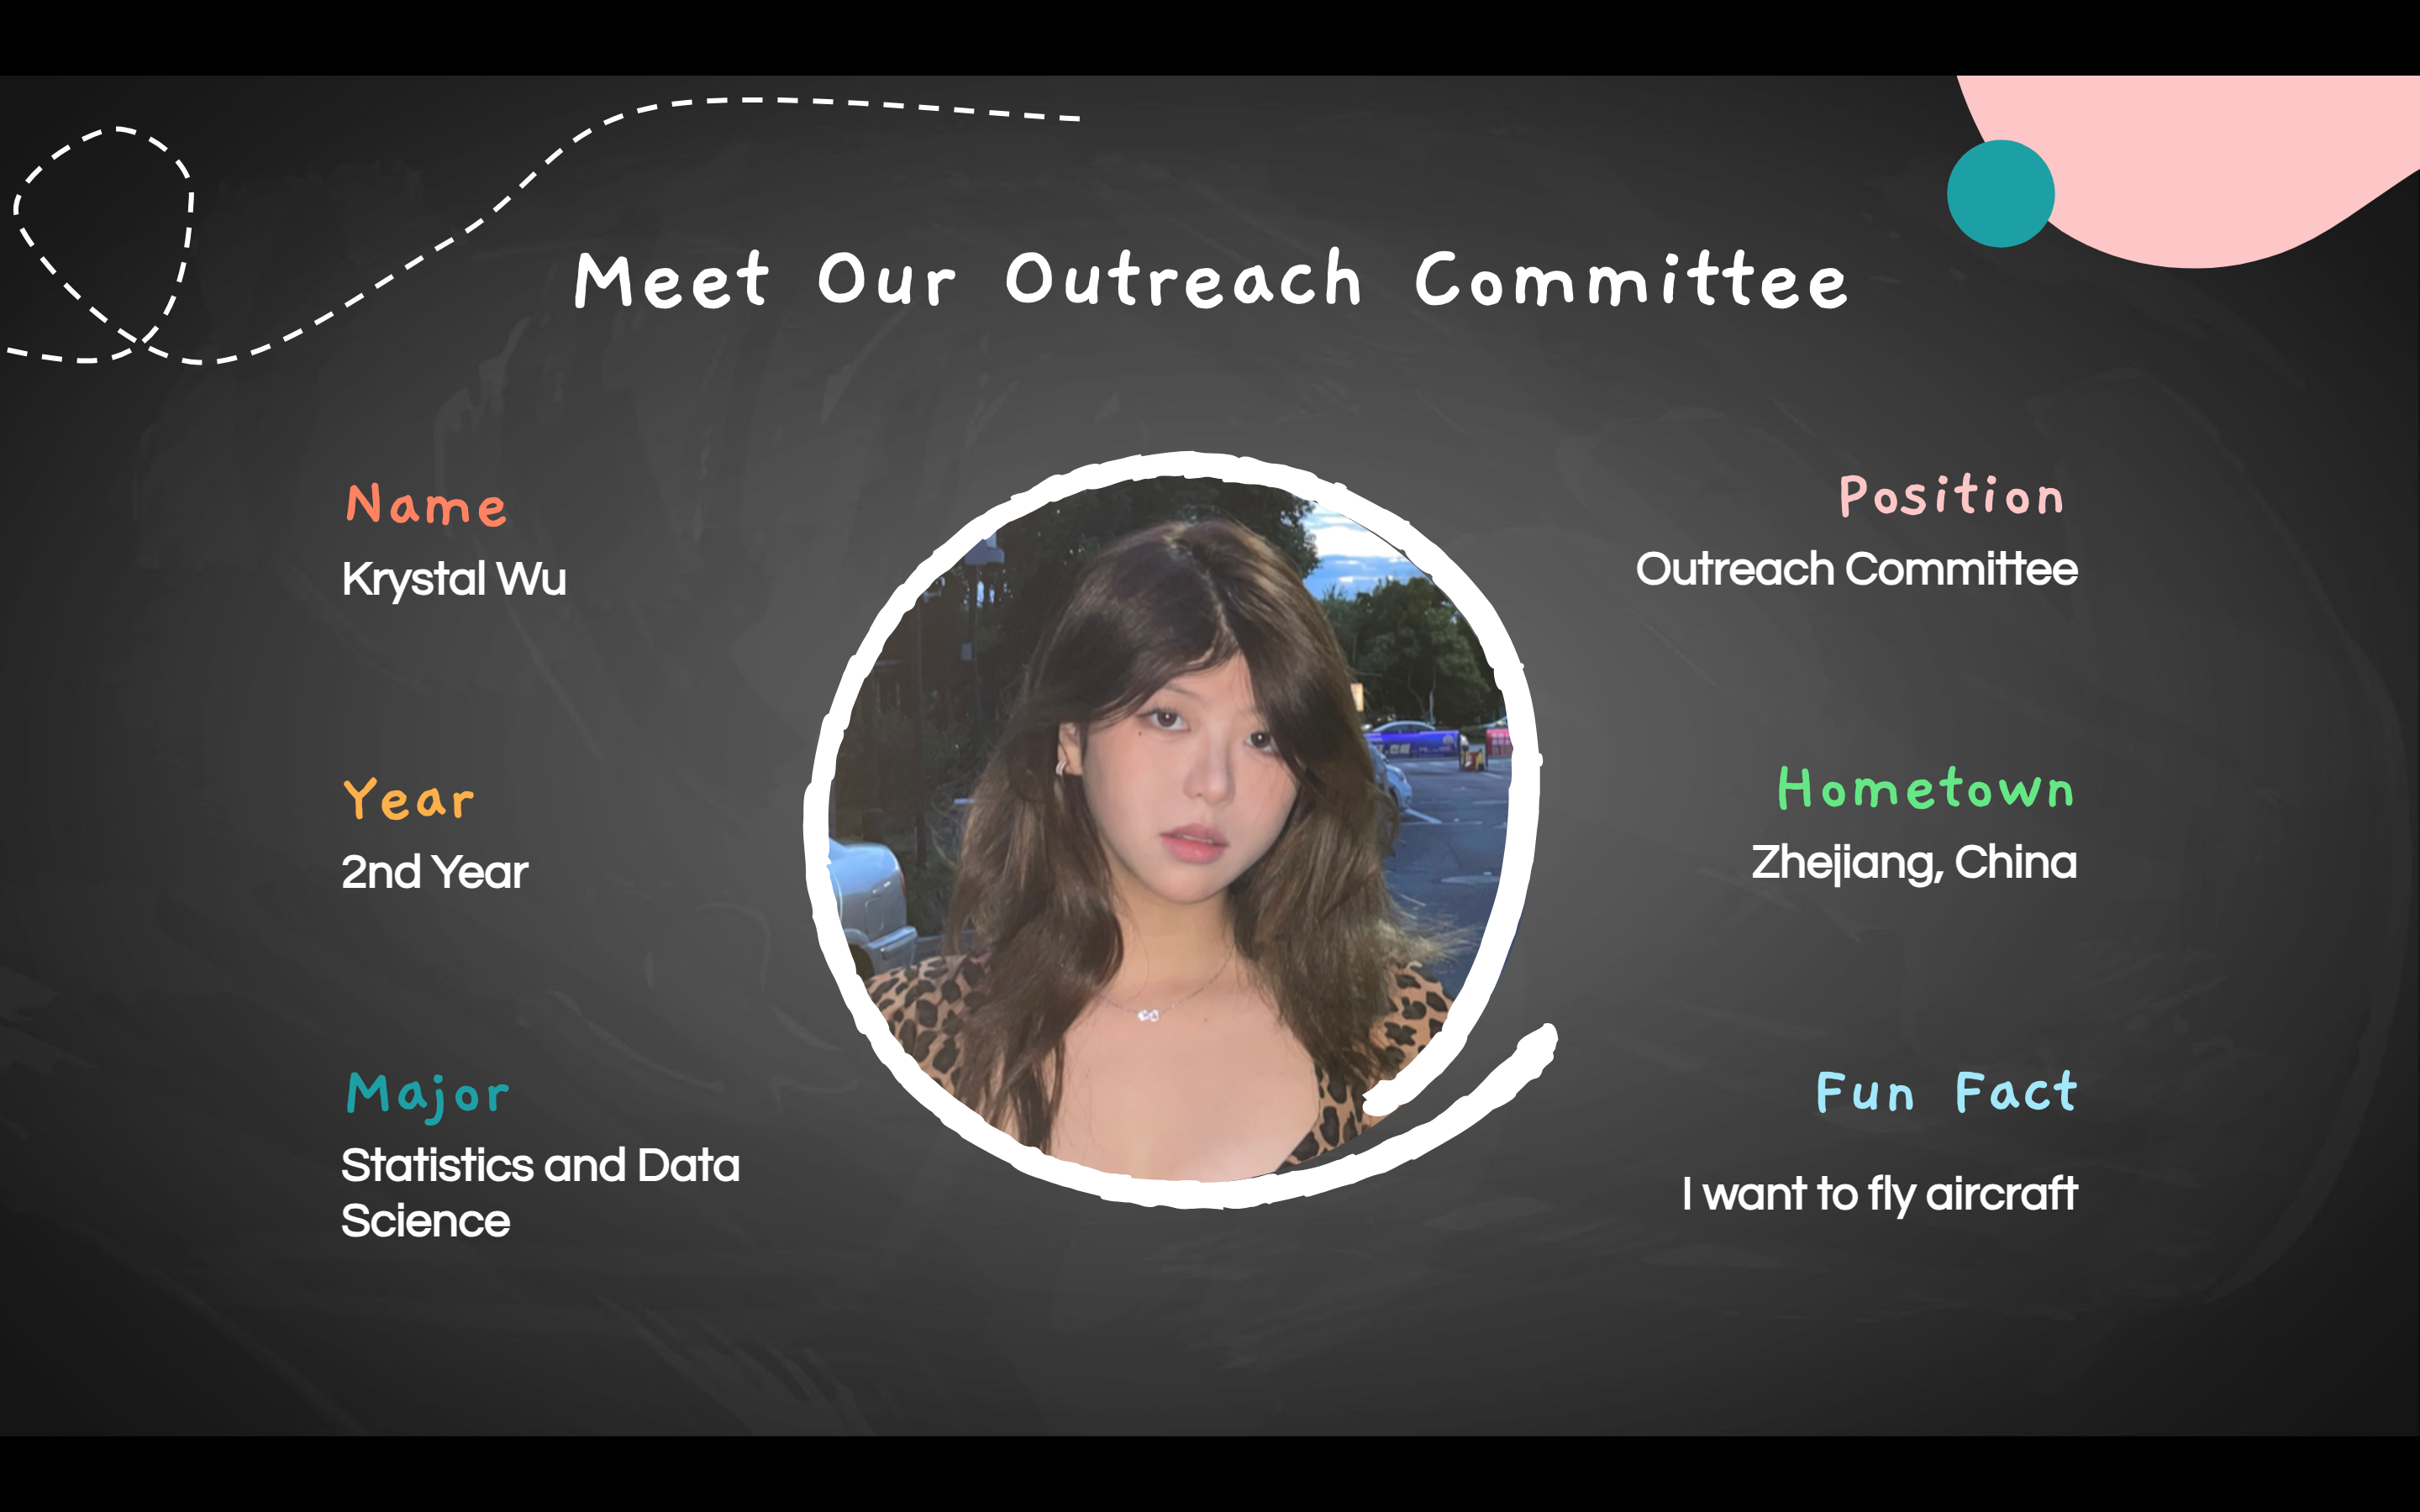 Meet Our Outreach Committee
Name
Krystal Wu
Year
2nd Year
Major
Statistics and Data
Science
Position
Outreach Committee
Hometown
Zhejiang, China
Fun Fact
I want to fly aircraft